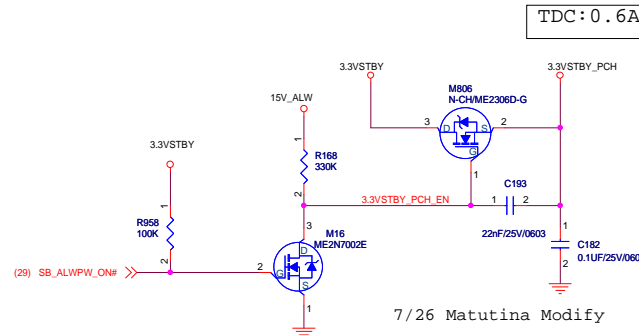 TDC:0.6A
3.3VSTBY
3.3VSTBY_PCH
M806
N-CH/ME2306D-G
15V_ALW
3
D
S
2
G
1
3.3VSTBY
1
R168
330K
2
C193
3.3VSTBY_PCH_EN
1
2
1
R958
100K
2
22nF/25V/0603
3
M16
ME2N7002E
D
1
C182
0.1UF/25V/060
2
(29)
SB_ALWPW_ON#
2
G
S
1
7/26 Matutina Modify